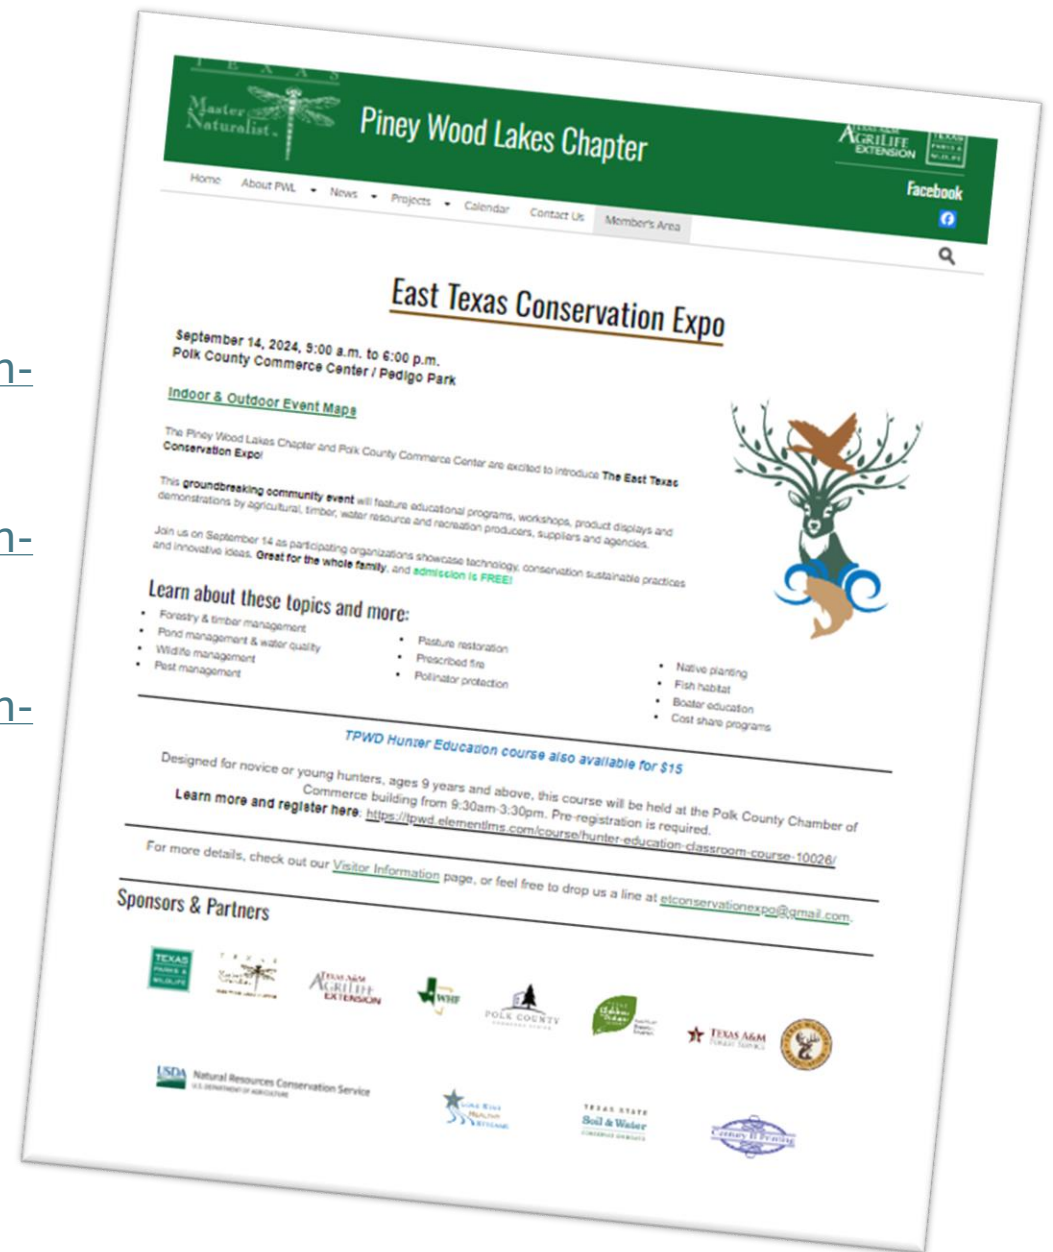 n-
n-
n-
TEXAS
Master
Naturalist
Piney Wood Lakes Chapter
TEXAS A&M
AGRILIFE
EXTENSION
TEXAS
PARKS &
WILDLIFE
Facebook
Home About PWL News Projects Calendar Contact Us Member's Area
East Texas Conservation Expo
September 14, 2024, 9:00 a.m. to 6:00 p.m.
Polk County Commerce Center / Pedigo Park
Indoor & Outdoor Event Maps
The Piney Wood Lakes Chapter and Polk County Commerce Center are excited to introduce The East Texas
Conservation Expo!
This groundbreaking community event will feature educational programs, workshops, product displays and
demonstrations by agricultural, timber, water resource and recreation producers, suppliers and agencies.
Join us on September 14 as participating organizations showcase technology, conservation sustainable practices
and innovative ideas. Great for the whole family, and admission is FREE!
Learn about these topics and more:
• Forestry & timber management
• Pond management & water quality
• Wildlife management
• Pest management
• Pasture restoration
• Prescribed fire
• Pollinator protection
• Native planting
• Fish habitat
• Boater education
• Cost share programs
TPWD Hunter Education course also available for $15
Designed for novice or young hunters, ages 9 years and above, this course will be held at the Polk County Chamber of
Commerce building from 9:30am-3:30pm. Pre-registration is required.
Learn more and register here: https://tpwd.elementlms.com/course/hunter-education-classroom-course-10026/
For more details, check out our Visitor Information page, or feel free to drop us a line at etconservationexpo@gmail.com.
Sponsors & Partners
TEXAS
PARKS &
WILDLIFE
TEXAS
TEXAS A&M
AGRILIFE
EXTENSION
WHF
POLK COUNTY
TEXAS A&M
USDA Natural Resources Conservation Service
U.S. DEPARTMENT OF AGRICULTURE
TEXAS STATE
Soil & Water